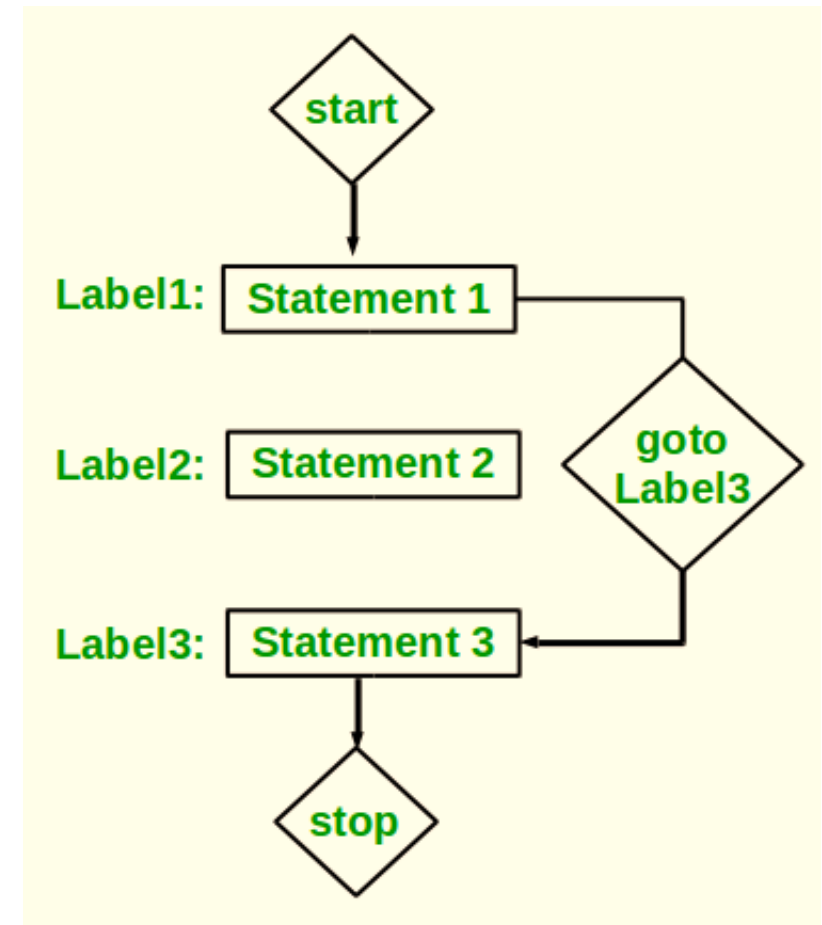 start
Label1: Statement 1
Label2: Statement 2
goto
Label3
Label3: Statement 3
stop